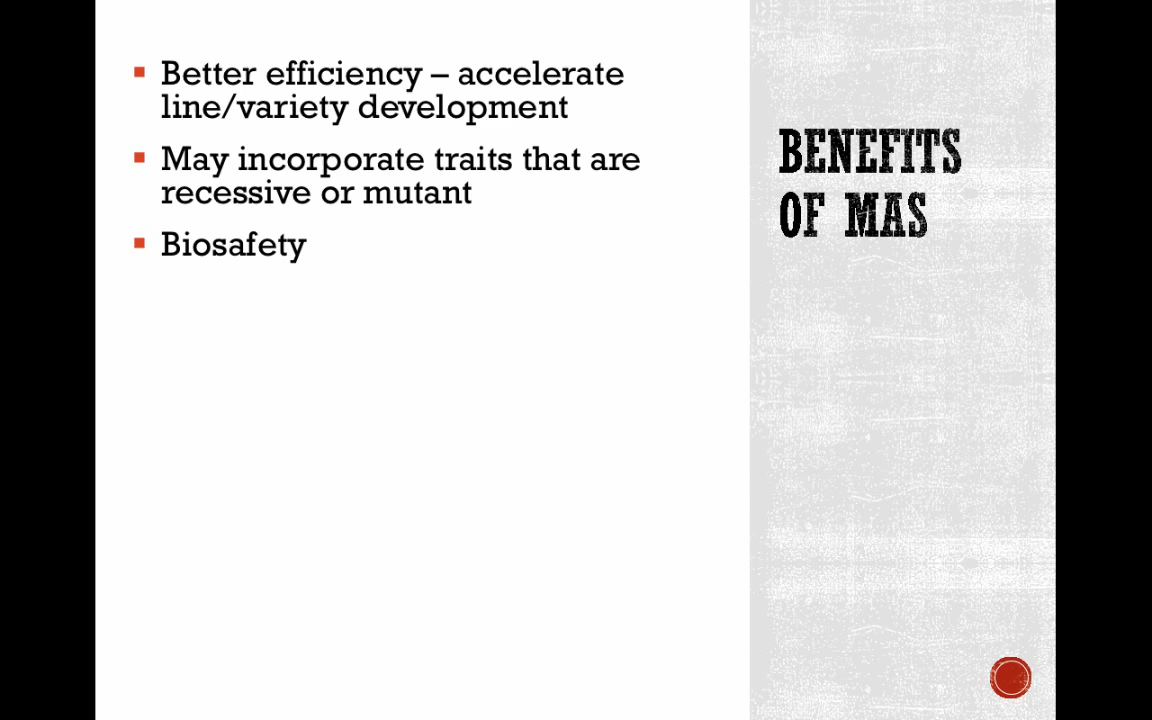 Better efficiency – accelerate
line/variety development
May incorporate traits that are
recessive or mutant
Biosafety
BENEFITS
OF MAS